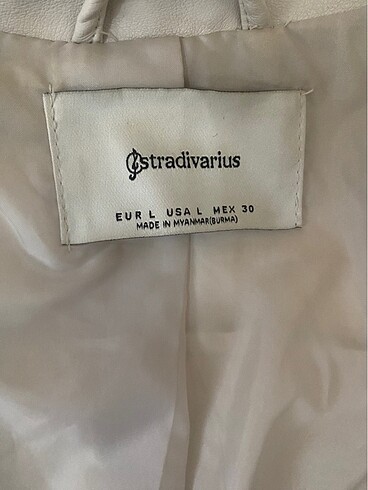 stradivarius
EUR L USA L MEX 30
MADE IN MYANMAR(BURMA)